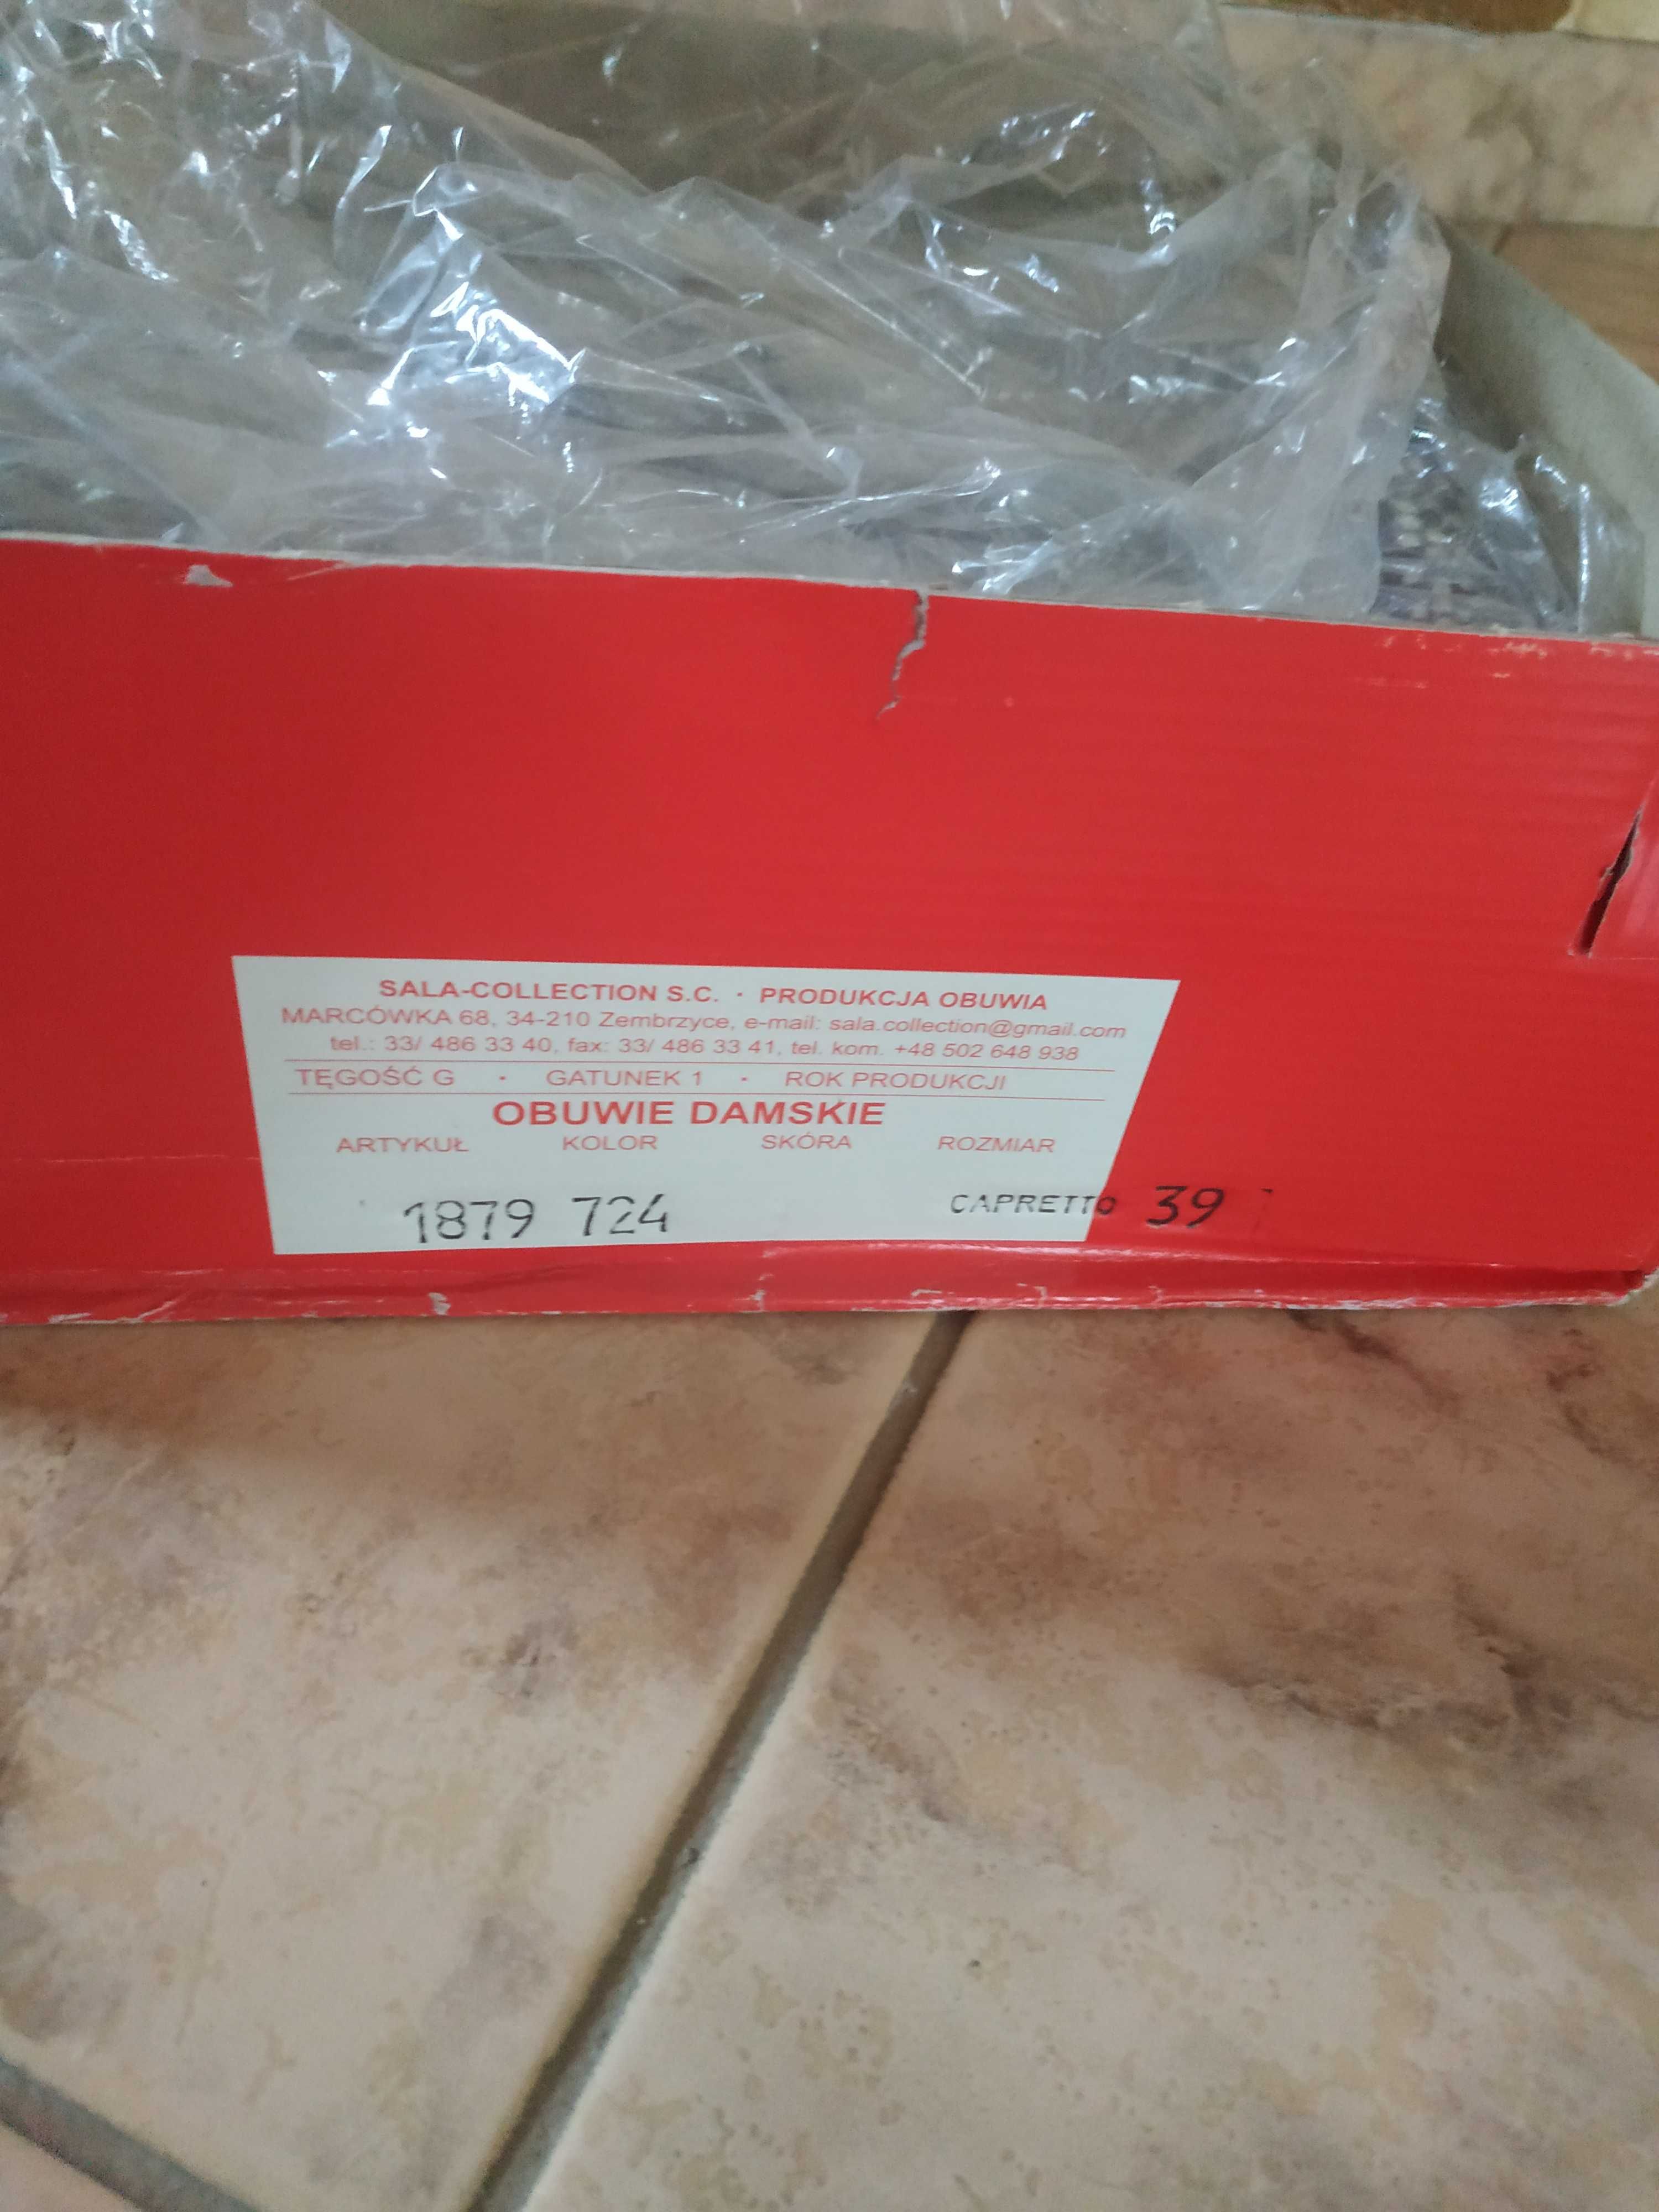 SALA-COLLECTION S.C. · PRODUKCJA OBUWIA
MARCÓWKA 68, 34-210 Zembrzyce, e-mail: sala.collection@gmail.com
tel.: 33/ 486 33 40, fax: 33/ 486 33 41, tel. kom. +48 502 648 938
TĘGOŚĆ G · GATUNEK 1 · ROK PRODUKCJI
OBUWIE DAMSKIE
ARTYKUŁ KOLOR SKÓRA ROZMIAR
1879 724 CAPRETTO 39